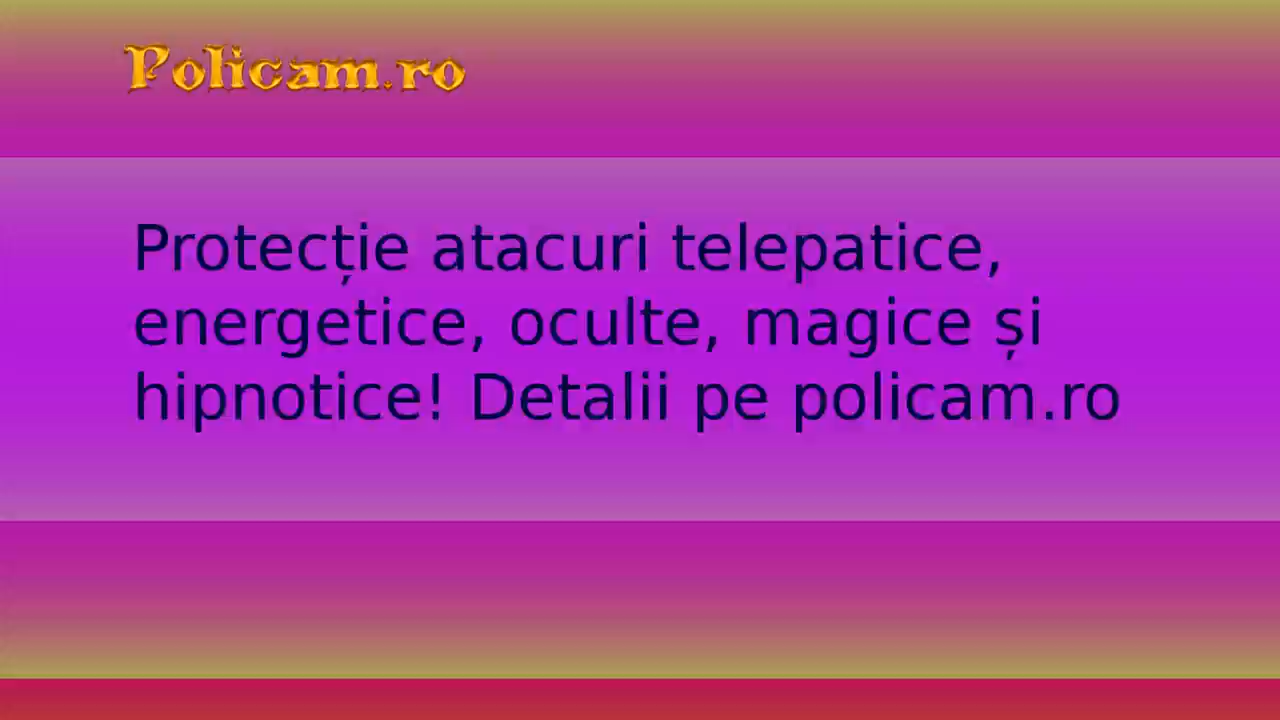 Policam.ro
Protecție atacuri telepatice,
energetice, oculte, magice și
hipnotice! Detalii pe policam.ro